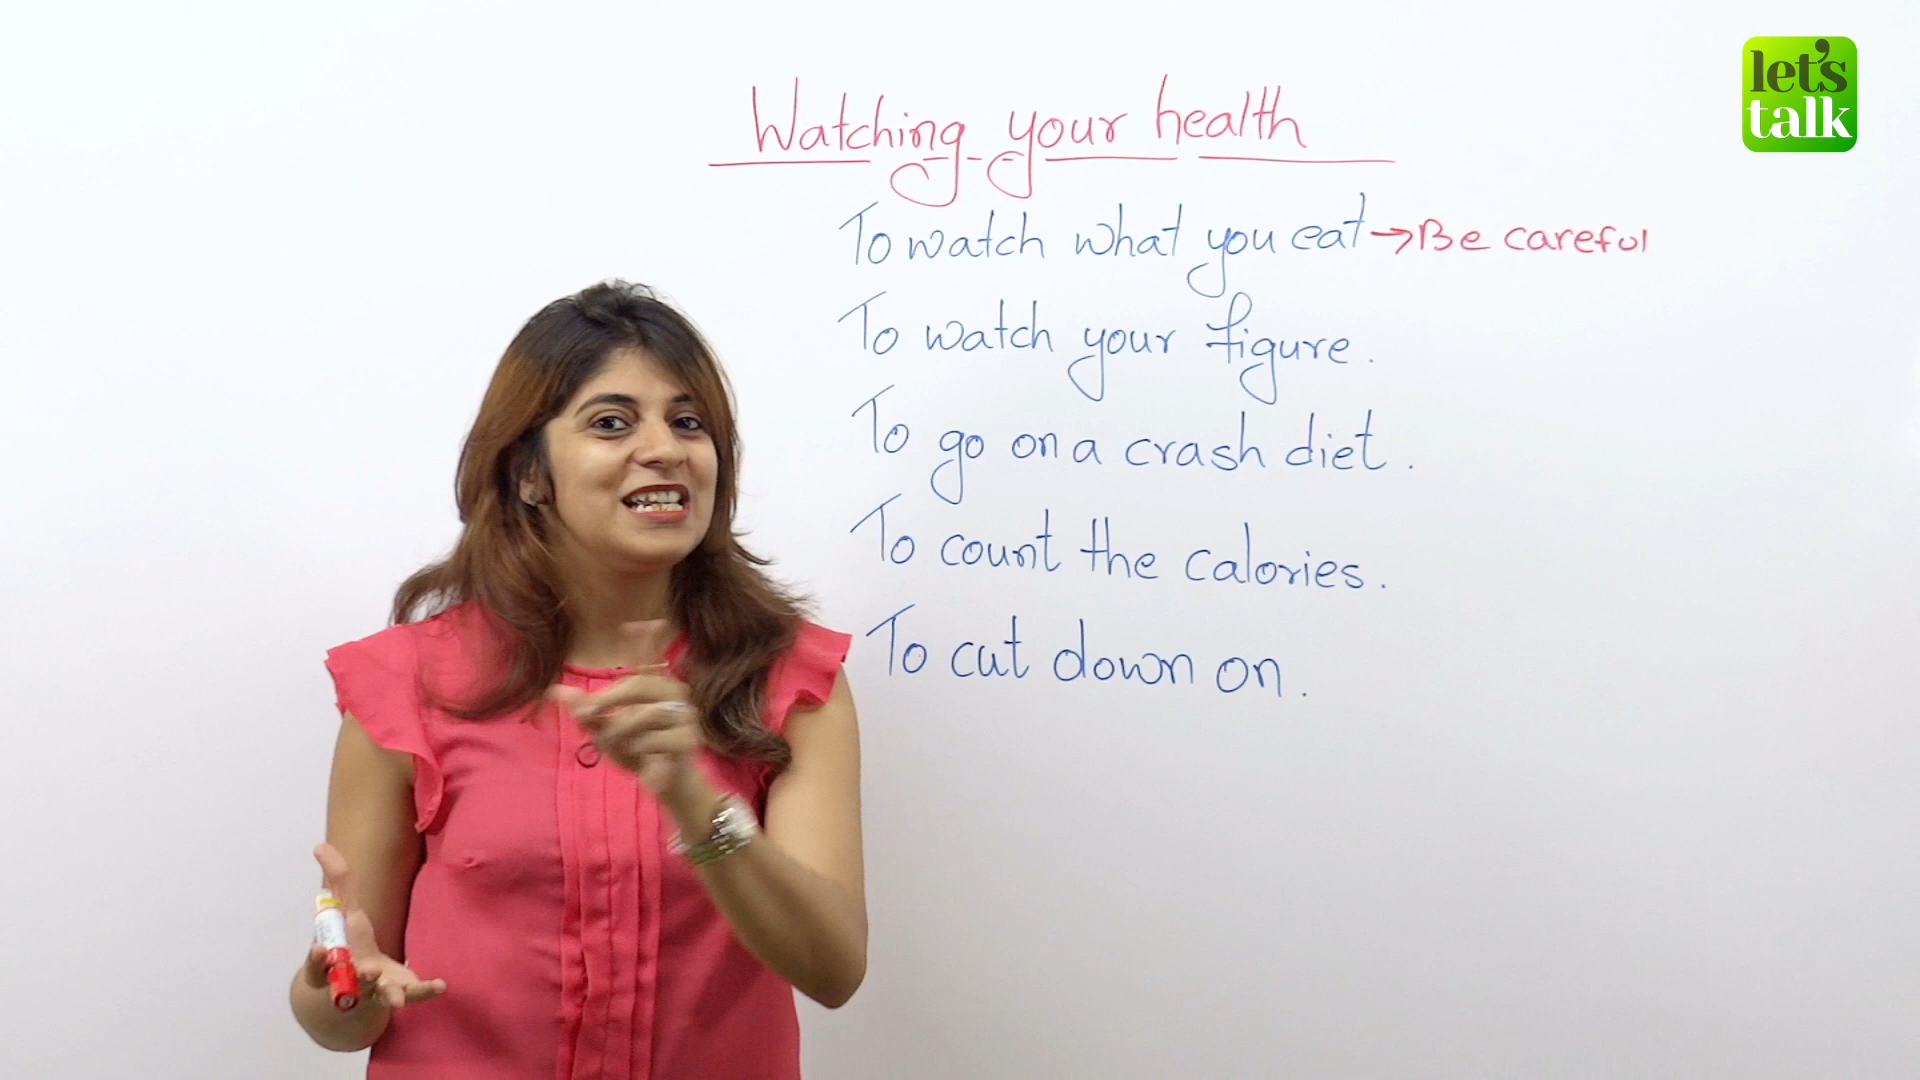 let's
talk
Watching your health
To watch what you eat → Be careful
To watch your figure.
To go on a crash diet.
To count the calories.
To cut down on.